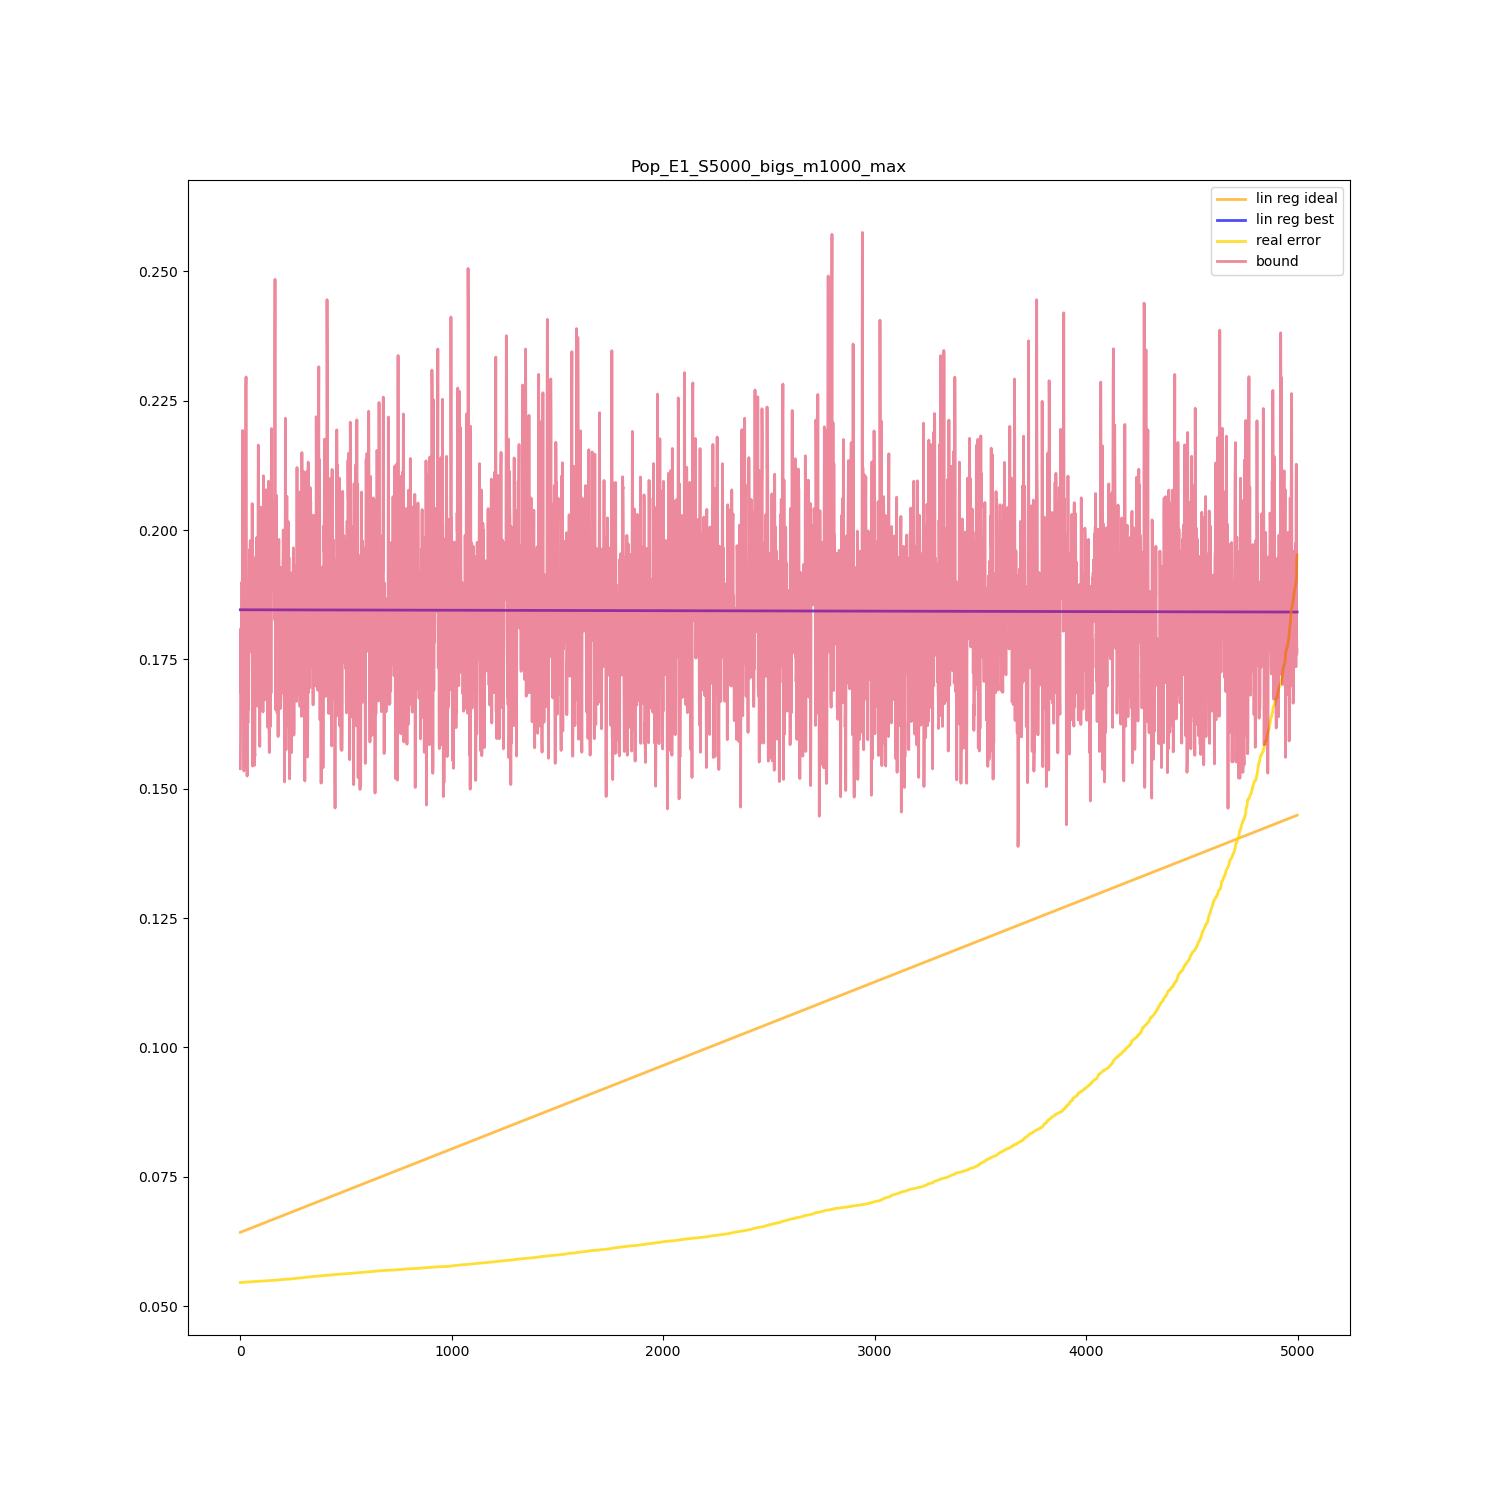 Pop_E1_S5000_bigs_m1000_max
lin reg ideal
lin reg best
real error
bound
0.250
0.225
0.200
0.175
0.150
0.125
0.100
0.075
0.050
0 1000 2000 3000 4000 5000